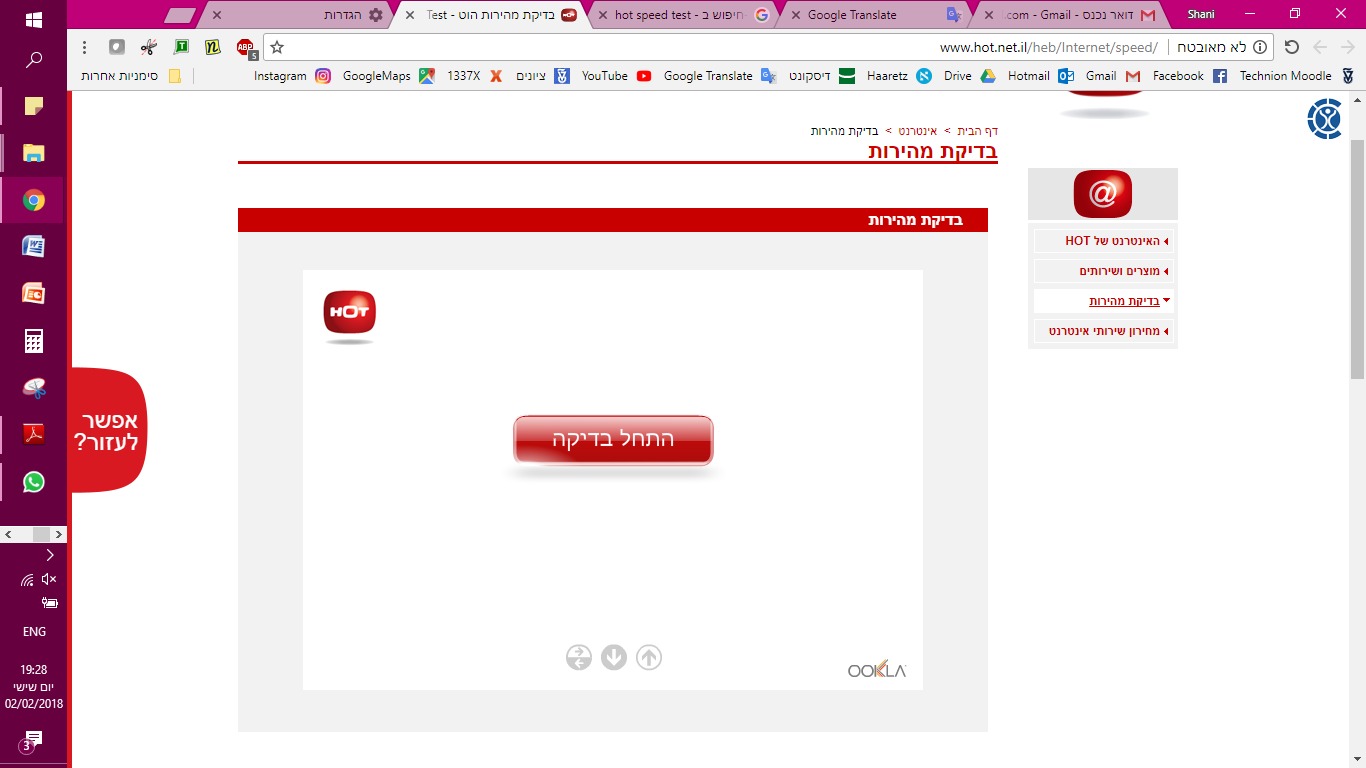 Shani
דואר נכנס - Gmail - com.
Google Translate
חיפוש ב - hot speed test
בדיקת מהירות הוט - Test
הגדרות
לא מאובטח
www.hot.net.il/heb/Internet/speed/
ABP
5
Technion Moodle
Facebook
Gmail
Hotmail
Drive
Haaretz
דיסקונט
Google Translate
YouTube
ציונים
1337X
GoogleMaps
Instagram
סימניות אחרות
דף הבית > אינטרנט > בדיקת מהירות
בדיקת מהירות
@
האינטרנט של HOT
מוצרים ושירותים
בדיקת מהירות
מחירון שירותי אינטרנט
בדיקת מהירות
HOT
התחל בדיקה
OOKLA
אפשר
לעזור?
ENG
19:28
יום שישי
02/02/2018
3